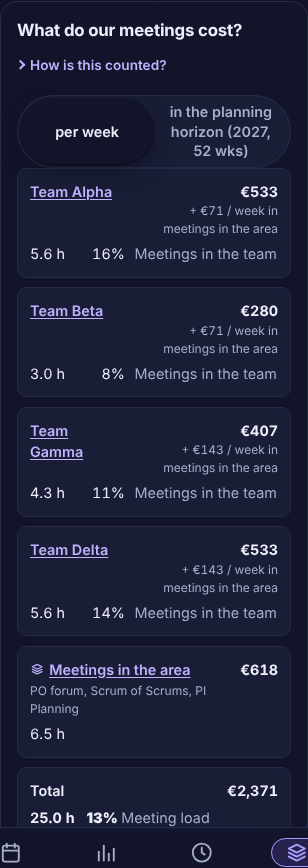 What do our meetings cost?
How is this counted?
per week
in the planning
horizon (2027,
52 wks)
Team Alpha €533
+ €71 / week in
meetings in the area
5.6 h 16% Meetings in the team
Team Beta €280
+ €71 / week in
meetings in the area
3.0 h 8% Meetings in the team
Team
Gamma
€407
+ €143 / week in
meetings in the area
4.3 h 11% Meetings in the team
Team Delta €533
+ €143 / week in
meetings in the area
5.6 h 14% Meetings in the team
Meetings in the area €618
PO forum, Scrum of Scrums, PI
Planning
6.5 h
Total €2,371
25.0 h 13% Meeting load